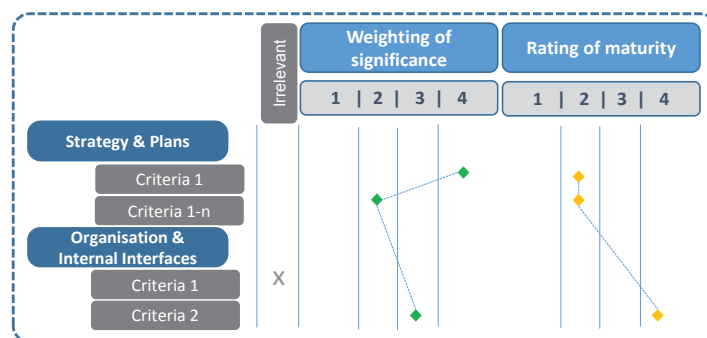 Irrelevant
Weighting of
significance
Rating of maturity
1 | 2 | 3 | 4
1 | 2 | 3 | 4
Strategy & Plans
Criteria 1
Criteria 1-n
Organisation &
Internal Interfaces
Criteria 1
X
Criteria 2